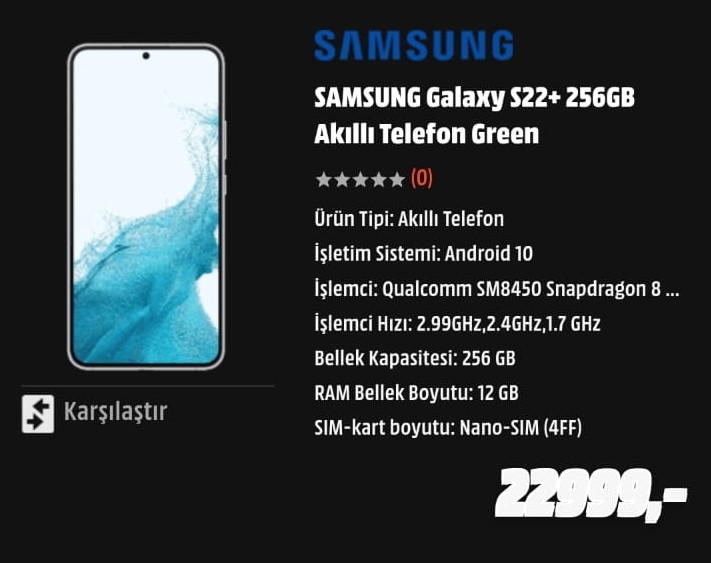 SAMSUNG
SAMSUNG Galaxy S22+ 256GB
Akıllı Telefon Green
(0)
Ürün Tipi: Akıllı Telefon
İşletim Sistemi: Android 10
İşlemci: Qualcomm SM8450 Snapdragon 8 ...
İşlemci Hızı: 2.99GHz,2.4GHz,1.7 GHz
Bellek Kapasitesi: 256 GB
RAM Bellek Boyutu: 12 GB
SIM-kart boyutu: Nano-SIM (4FF)
Karşılaştır
22999,-